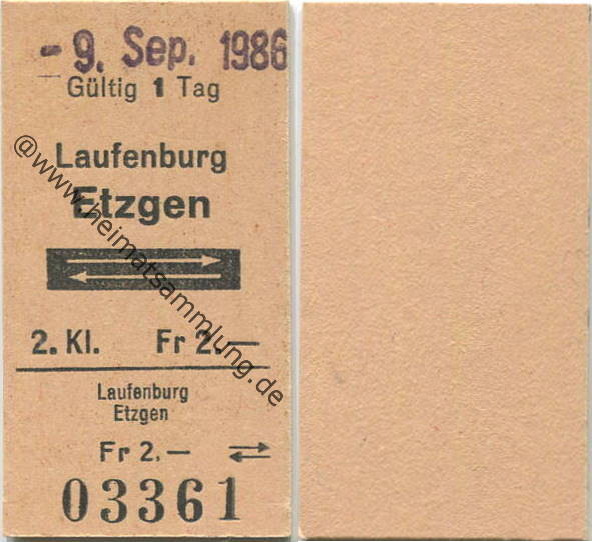 - 9. Sep. 1986
Gültig 1 Tag
Laufenburg
Etzgen
2. Kl. Fr 2.—
Laufenburg
Etzgen
Fr 2.—
03361
@www.heimatsammlung.de